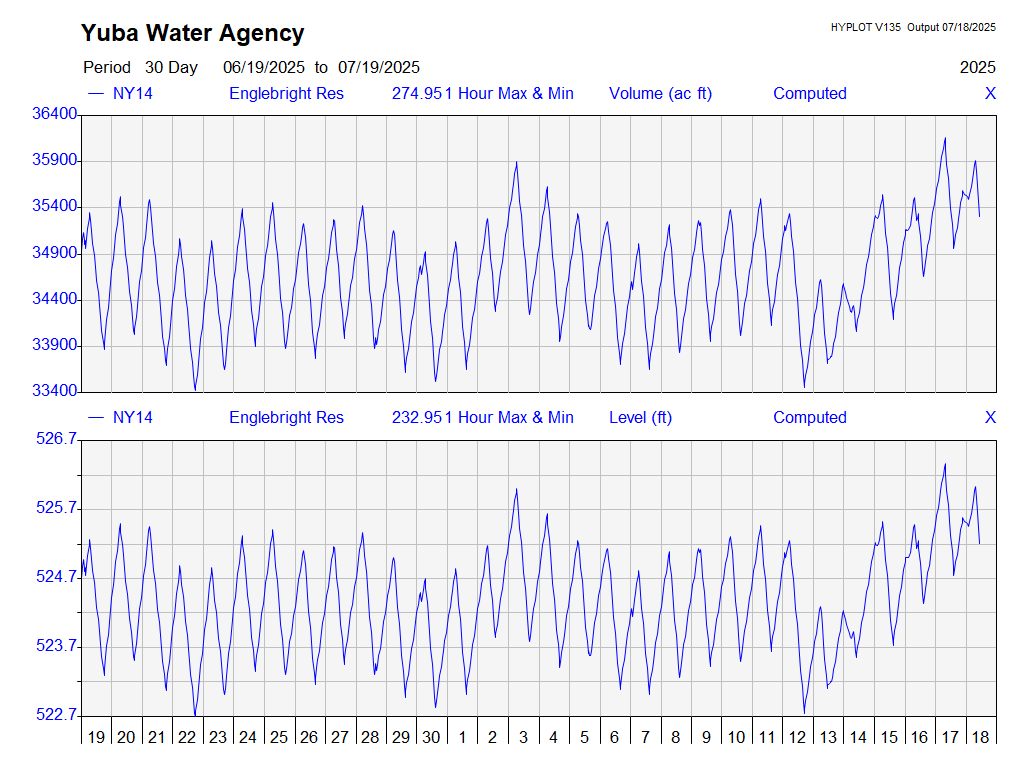 Yuba Water Agency
HYPLOT V135 Output 07/18/2025
Period 30 Day 06/19/2025 to 07/19/2025 2025
NY14 Englebright Res 274.951 Hour Max & Min Volume (ac ft) Computed X
36400
35900
35400
34900
34400
33900
33400
NY14 Englebright Res 232.951 Hour Max & Min Level (ft) Computed X
526.7
525.7
524.7
523.7
522.7
19 20 21 22 23 24 25 26 27 28 29 30 1 2 3 4 5 6 7 8 9 10 11 12 13 14 15 16 17 18